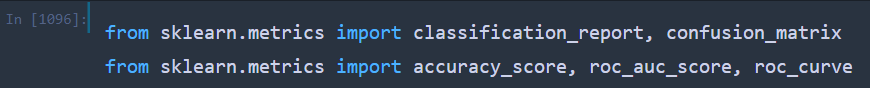 In [1096]:
from sklearn.metrics import classification_report, confusion_matrix
from sklearn.metrics import accuracy_score, roc_auc_score, roc_curve